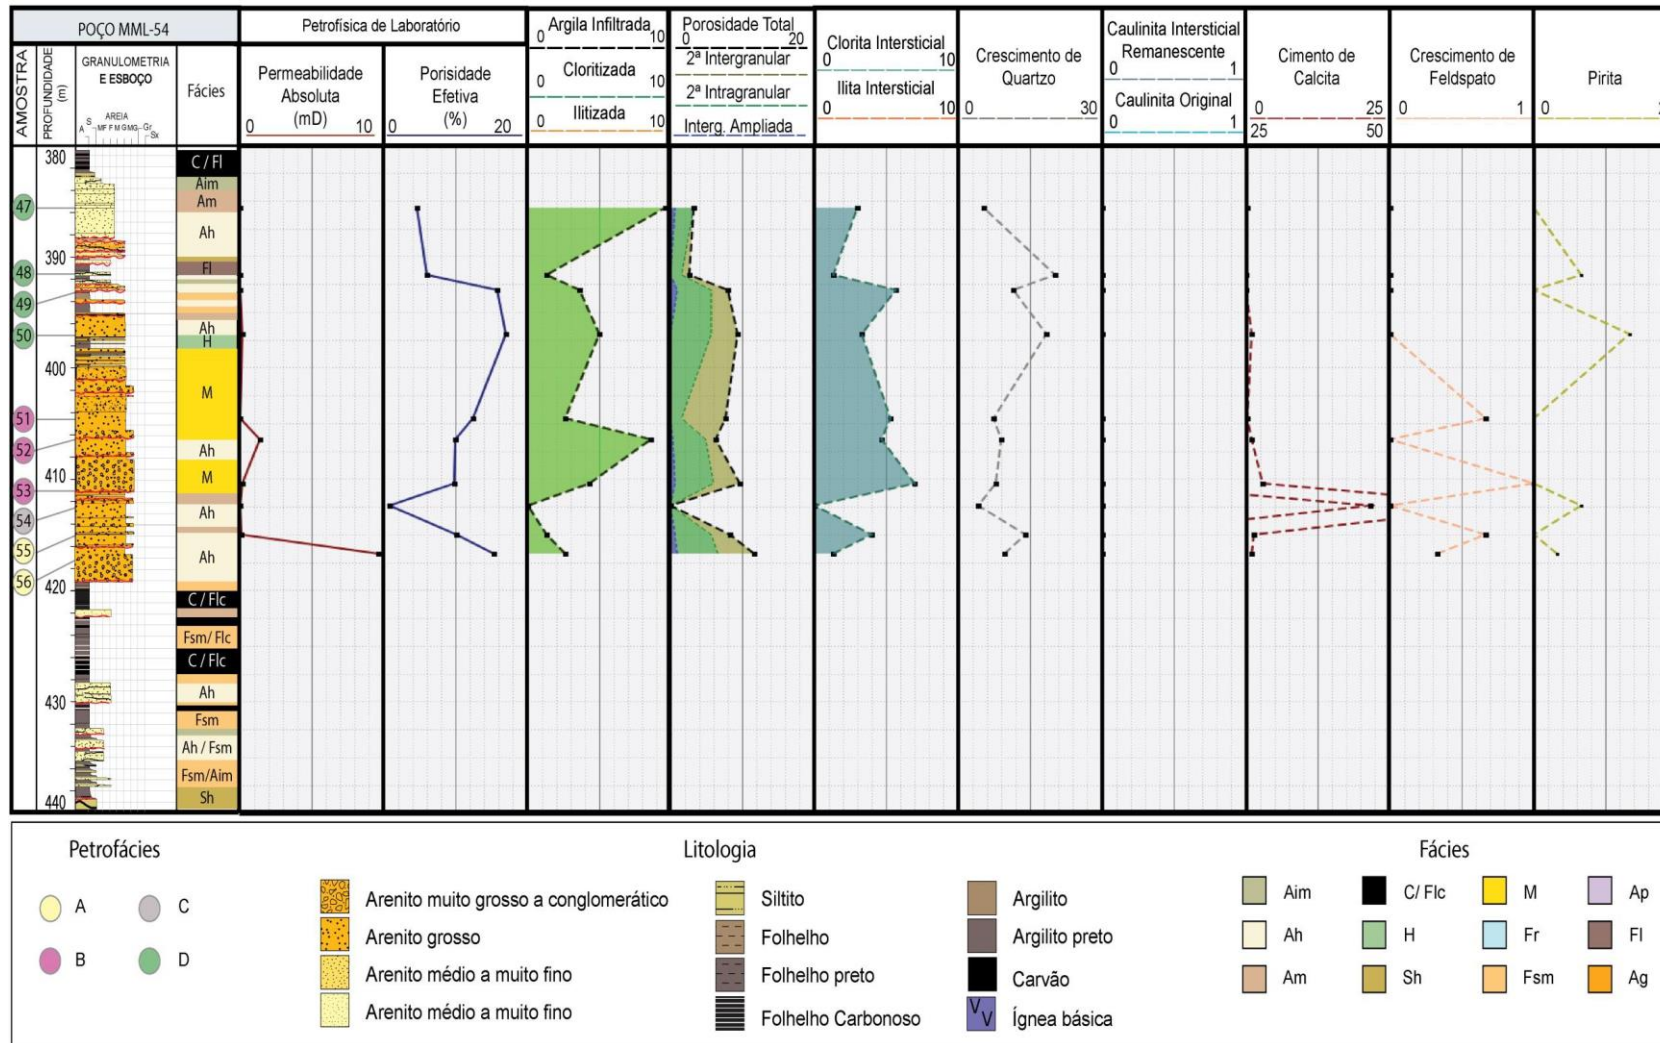 POÇO MML-54
Petrofísica de Laboratório
AMOSTRA
PROFUNDIDADE
(m)
GRANULOMETRIA
E ESBOÇO
AREIA
A S MF F M G MG Gr Sx
Fácies
Permeabilidade
Absoluta
(mD)
0 10
Porisidade
Efetiva
(%)
0 20
Argila Infiltrada
0 10
Cloritizada
0 10
Ilitizada
0 10
Porosidade Total
0 20
2ª Intergranular
2ª Intragranular
Interg. Ampliada
Clorita Intersticial
0 10
Ilita Intersticial
0 10
Crescimento de
Quartzo
0 30
Caulinita Intersticial
Remanescente
0 1
Caulinita Original
0 1
Cimento de
Calcita
0 25
25 50
Crescimento de
Feldspato
0 1
Pirita
0 2
47
48
49
50
51
52
53
54
55
56
380
390
400
410
420
430
440
C / Fl
Aim
Am
Ah
Fl
Ah
H
M
Ah
M
Ah
Ah
C / Flc
Fsm/ Flc
C / Flc
Ah
Fsm
Ah / Fsm
Fsm/Aim
Sh
Petrofácies
A
C
B
D
Litologia
Arenito muito grosso a conglomerático
Arenito grosso
Arenito médio a muito fino
Arenito médio a muito fino
Siltito
Folhelho
Folhelho preto
Folhelho Carbonoso
Argilito
Argilito preto
Carvão
V V
Ígnea básica
Fácies
Aim
C/ Flc
M
Ap
Ah
H
Fr
Fl
Am
Sh
Fsm
Ag